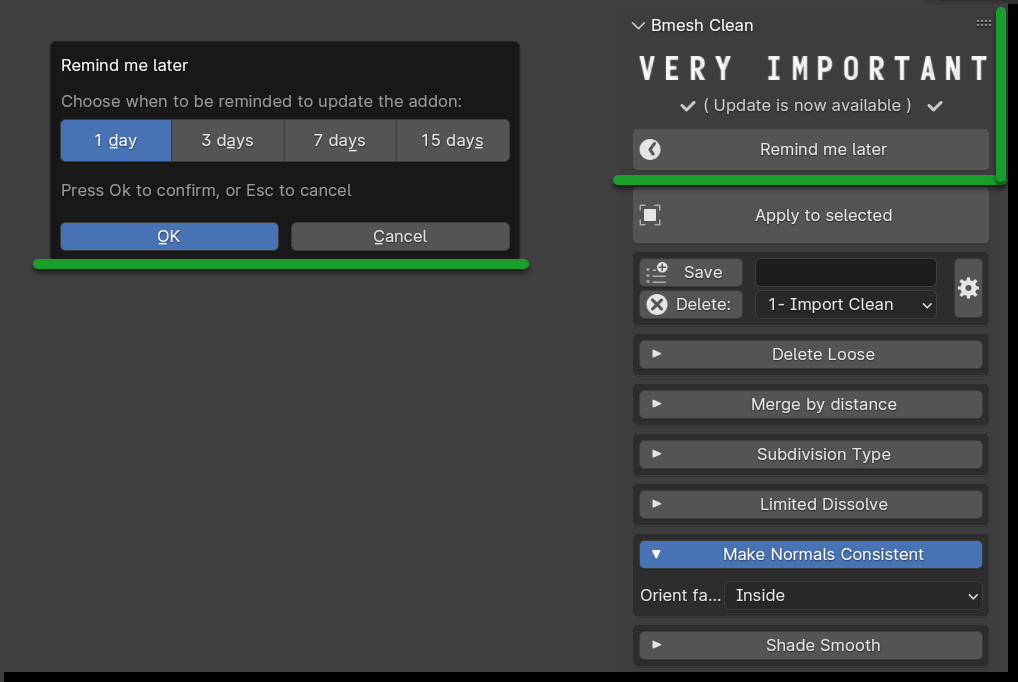 Remind me later
Choose when to be reminded to update the addon:
1 day 3 days 7 days 15 days
Press Ok to confirm, or Esc to cancel
OK Cancel
Bmesh Clean
VERY IMPORTANT
( Update is now available )
Remind me later
Apply to selected
Save
Delete: 1- Import Clean
Delete Loose
Merge by distance
Subdivision Type
Limited Dissolve
Make Normals Consistent
Orient fa... Inside
Shade Smooth